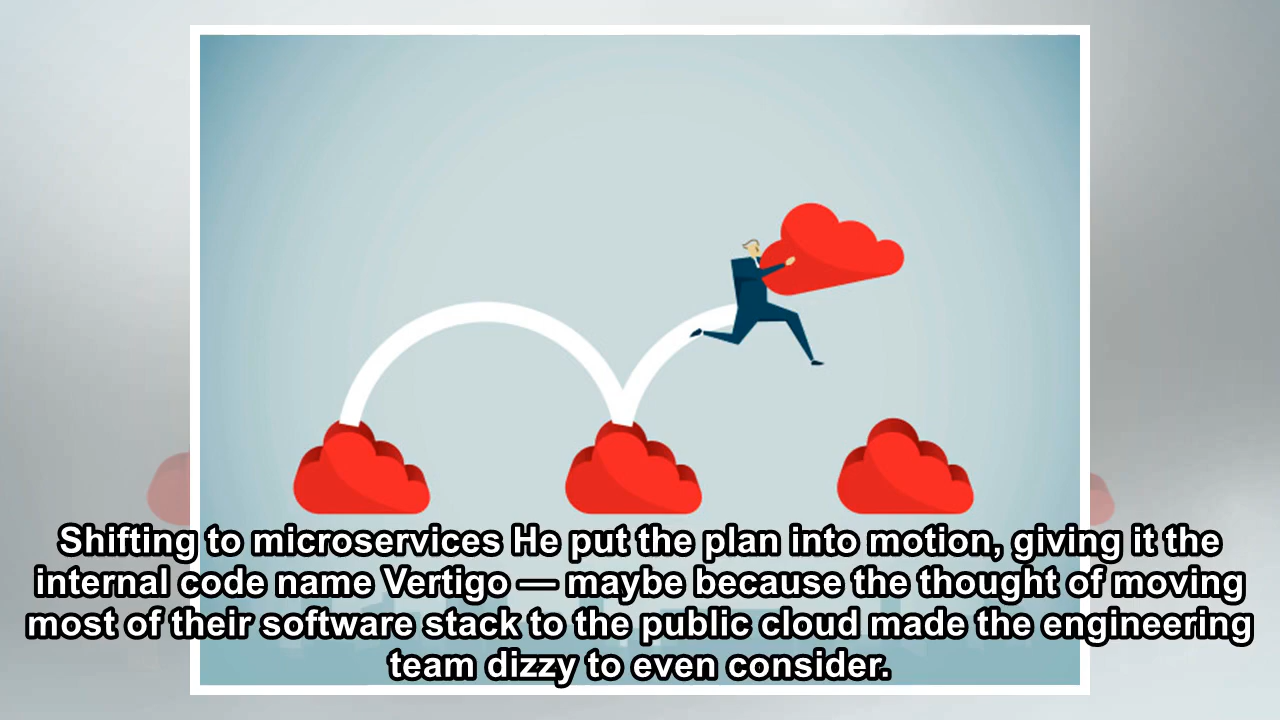 Shifting to microservices He put the plan into motion, giving it the
internal code name Vertigo — maybe because the thought of moving
most of their software stack to the public cloud made the engineering
team dizzy to even consider.